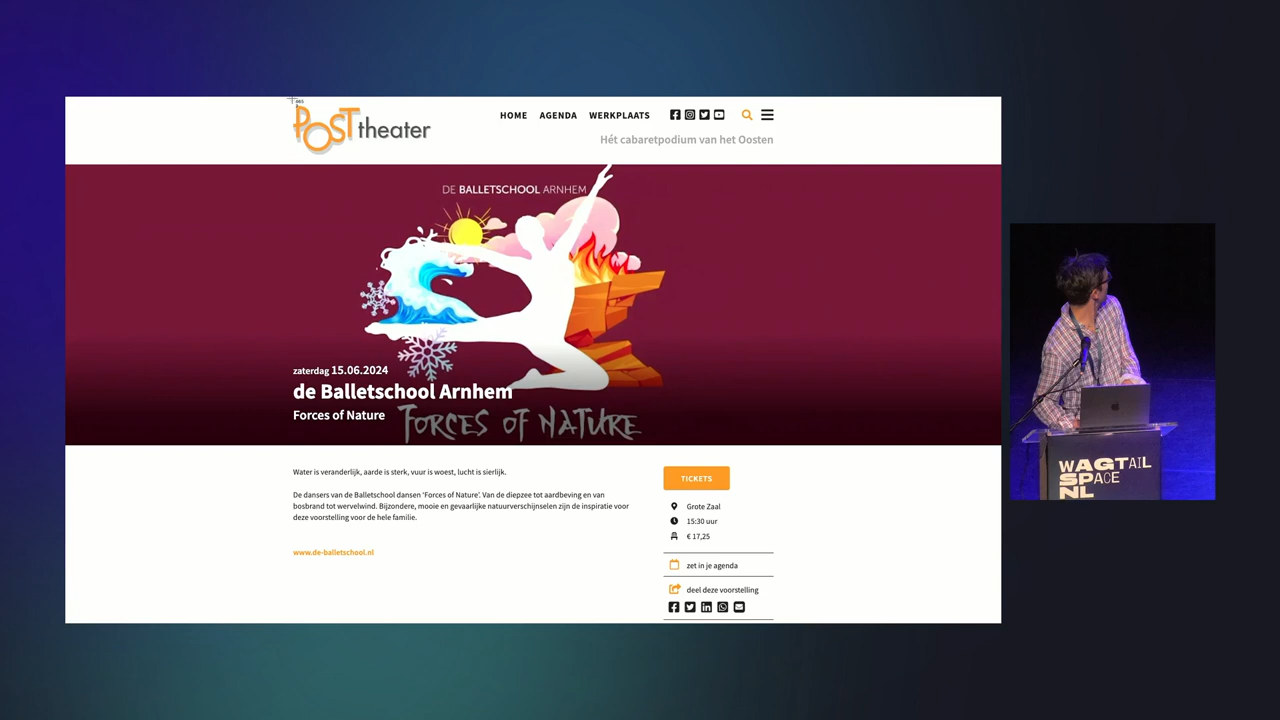 POST theater
HOME AGENDA WERKPLAATS
Hét cabaretpodium van het Oosten
DE BALLETSCHOOL ARNHEM
zaterdag 15.06.2024
de Balletschool Arnhem
Forces of Nature
FORCES OF NATURE
Water is veranderlijk, aarde is sterk, vuur is woest, lucht is sierlijk.
De dansers van de Balletschool dansen 'Forces of Nature'. Van de diepzee tot aardbeving en van
bosbrand tot wervelwind. Bijzondere, mooie en gevaarlijke natuurverschijnselen zijn de inspiratie voor
deze voorstelling voor de hele familie.
www.de-balletschool.nl
TICKETS
Grote Zaal
15:30 uur
€ 17,25
zet in je agenda
deel deze voorstelling
WAGTAIL
SPACE
NL